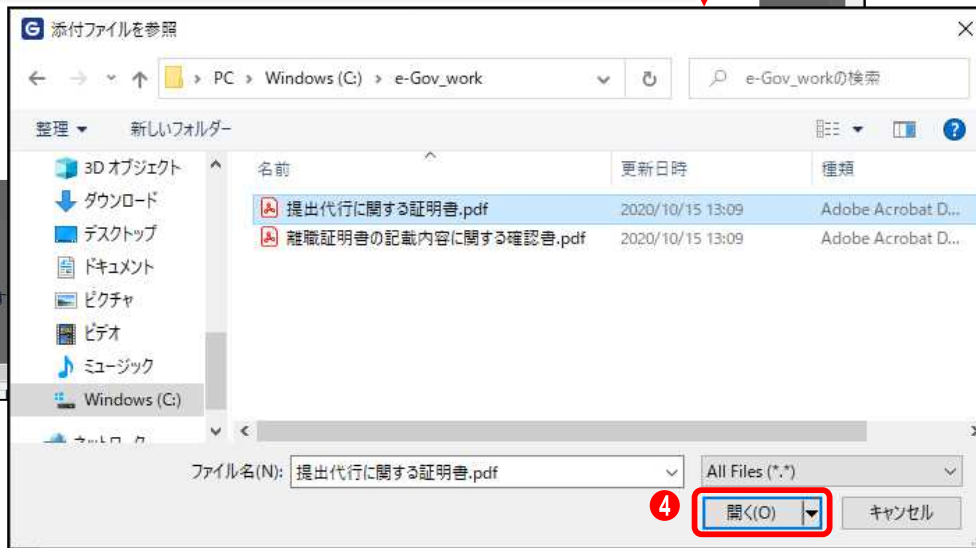 G 添付ファイルを参照
PC > Windows (C:) > e-Gov_work
e-Gov_workの検索
整理 新しいフォルダー
名前 更新日時 種類
3D オブジェクト
ダウンロード
デスクトップ
ドキュメント
ピクチャ
ビデオ
ミュージック
Windows (C:)
提出代行に関する証明書.pdf 2020/10/15 13:09 Adobe Acrobat D...
離職証明書の記載内容に関する確認書.pdf 2020/10/15 13:09 Adobe Acrobat D...
ファイル名(N): 提出代行に関する証明書.pdf All Files (*.*)
4 開く(O) キャンセル